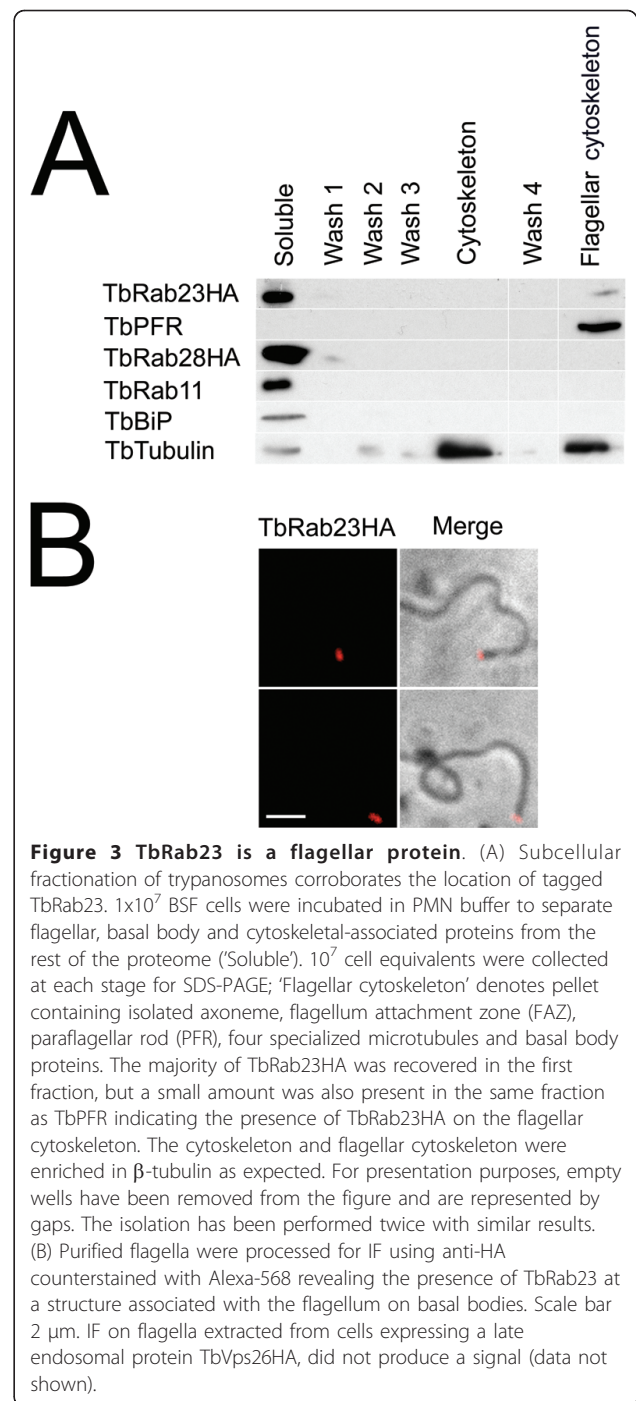 A
Soluble
Wash 1
Wash 2
Wash 3
Cytoskeleton
Wash 4
Flagellar cytoskeleton
TbRab23HA
TbPFR
TbRab28HA
TbRab11
TbBiP
TbTubulin
B
TbRab23HA Merge
Figure 3 TbRab23 is a flagellar protein. (A) Subcellular
fractionation of trypanosomes corroborates the location of tagged
TbRab23. 1x10⁷ BSF cells were incubated in PMN buffer to separate
flagellar, basal body and cytoskeletal-associated proteins from the
rest of the proteome ('Soluble'). 10⁷ cell equivalents were collected
at each stage for SDS-PAGE; 'Flagellar cytoskeleton' denotes pellet
containing isolated axoneme, flagellum attachment zone (FAZ),
paraflagellar rod (PFR), four specialized microtubules and basal body
proteins. The majority of TbRab23HA was recovered in the first
fraction, but a small amount was also present in the same fraction
as TbPFR indicating the presence of TbRab23HA on the flagellar
cytoskeleton. The cytoskeleton and flagellar cytoskeleton were
enriched in β-tubulin as expected. For presentation purposes, empty
wells have been removed from the figure and are represented by
gaps. The isolation has been performed twice with similar results.
(B) Purified flagella were processed for IF using anti-HA
counterstained with Alexa-568 revealing the presence of TbRab23 at
a structure associated with the flagellum on basal bodies. Scale bar
2 μm. IF on flagella extracted from cells expressing a late
endosomal protein TbVps26HA, did not produce a signal (data not
shown).